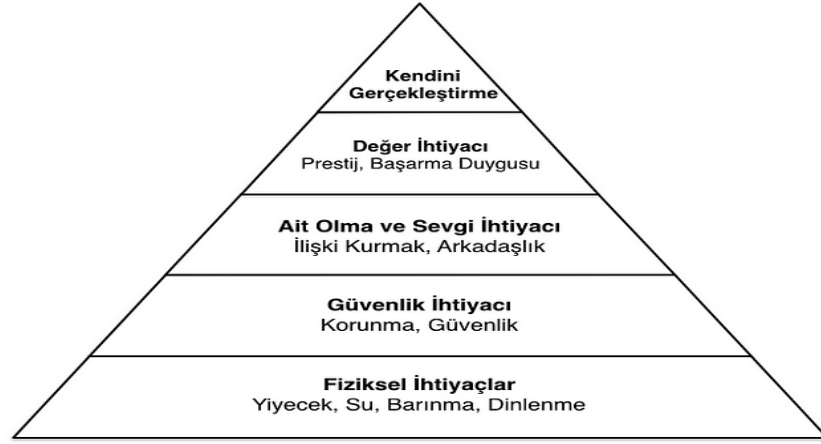 Kendini
Gerçekleştirme
Değer İhtiyacı
Prestij, Başarma Duygusu
Ait Olma ve Sevgi İhtiyacı
İlişki Kurmak, Arkadaşlık
Güvenlik İhtiyacı
Korunma, Güvenlik
Fiziksel İhtiyaçlar
Yiyecek, Su, Barınma, Dinlenme